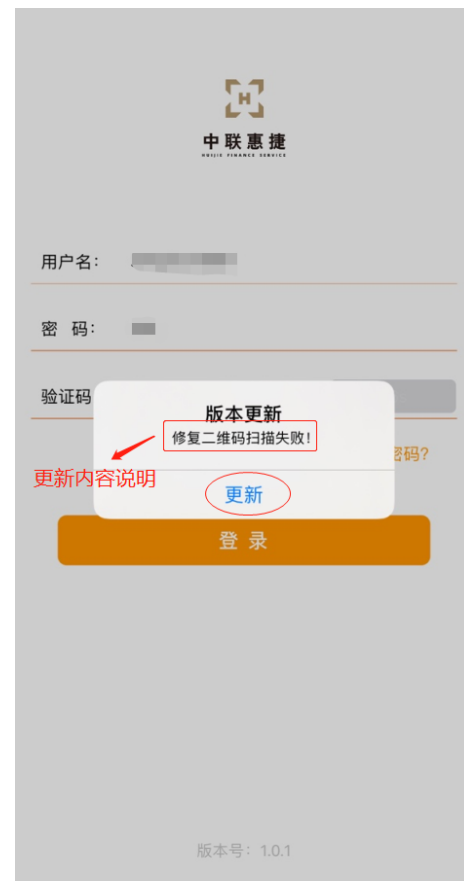 中联惠捷
HUIJIE FINANCE SERVICE
用户名：
密 码：
验证码
版本更新
修复二维码扫描失败！
更新内容说明
密码？
更新
登 录
版本号：1.0.1